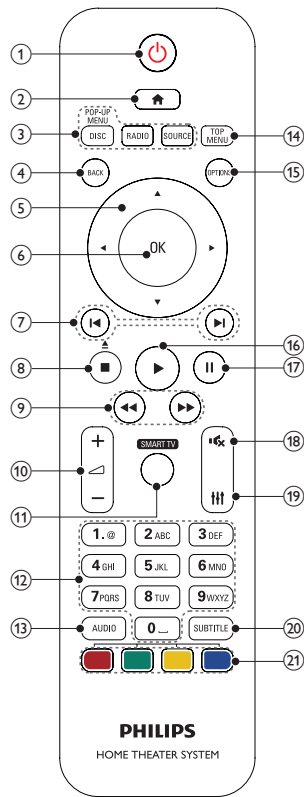 1
2
POP-UP
MENU
3 DISC RADIO SOURCE TOP
MENU 14
4 BACK OPTIONS 15
5
6 OK
7
16
8 17
9
SMART TV 18
10
11 19
1.@ 2 ABC 3 DEF
12 4 GHI 5 JKL 6 MNO
7 PQRS 8 TUV 9 WXYZ
13 AUDIO 0 SUBTITLE 20
21
PHILIPS
HOME THEATER SYSTEM